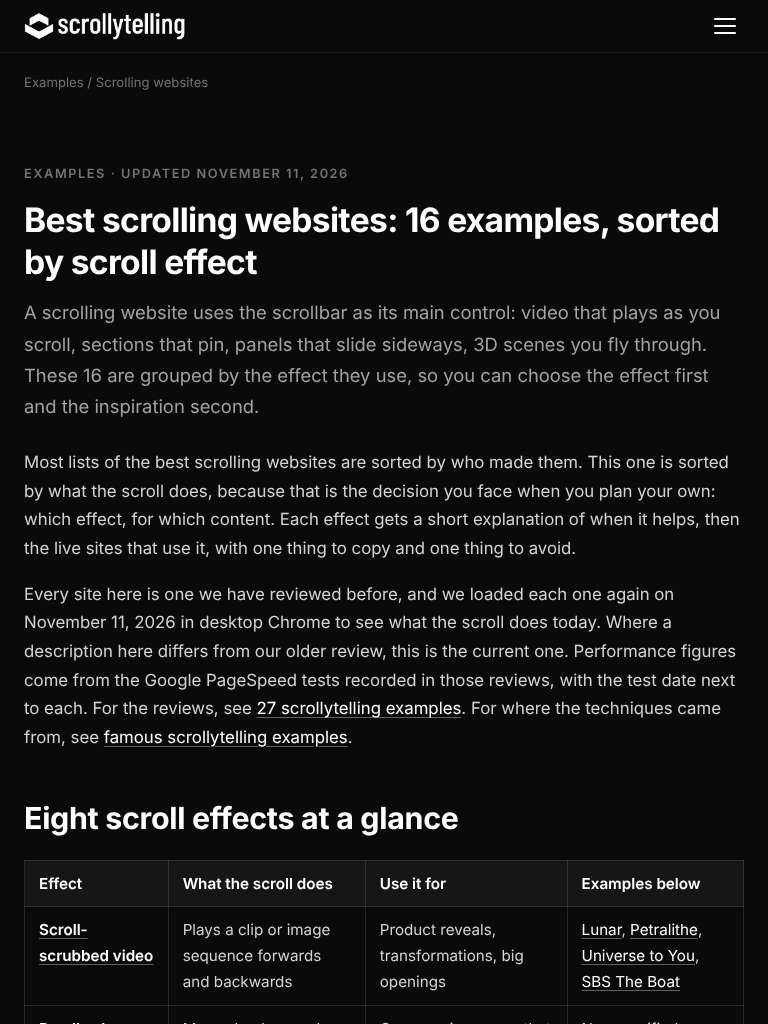 scrollytelling
Examples / Scrolling websites
EXAMPLES · UPDATED NOVEMBER 11, 2026
Best scrolling websites: 16 examples, sorted
by scroll effect
A scrolling website uses the scrollbar as its main control: video that plays as you
scroll, sections that pin, panels that slide sideways, 3D scenes you fly through.
These 16 are grouped by the effect they use, so you can choose the effect first
and the inspiration second.
Most lists of the best scrolling websites are sorted by who made them. This one is sorted
by what the scroll does, because that is the decision you face when you plan your own:
which effect, for which content. Each effect gets a short explanation of when it helps, then
the live sites that use it, with one thing to copy and one thing to avoid.
Every site here is one we have reviewed before, and we loaded each one again on
November 11, 2026 in desktop Chrome to see what the scroll does today. Where a
description here differs from our older review, this is the current one. Performance figures
come from the Google PageSpeed tests recorded in those reviews, with the test date next
to each. For the reviews, see 27 scrollytelling examples. For where the techniques came
from, see famous scrollytelling examples.
Eight scroll effects at a glance
Effect What the scroll does Use it for Examples below
Scroll- Plays a clip or image Product reveals, Lunar, Petralithe,
scrubbed video sequence forwards transformations, big Universe to You,
and backwards openings SBS The Boat